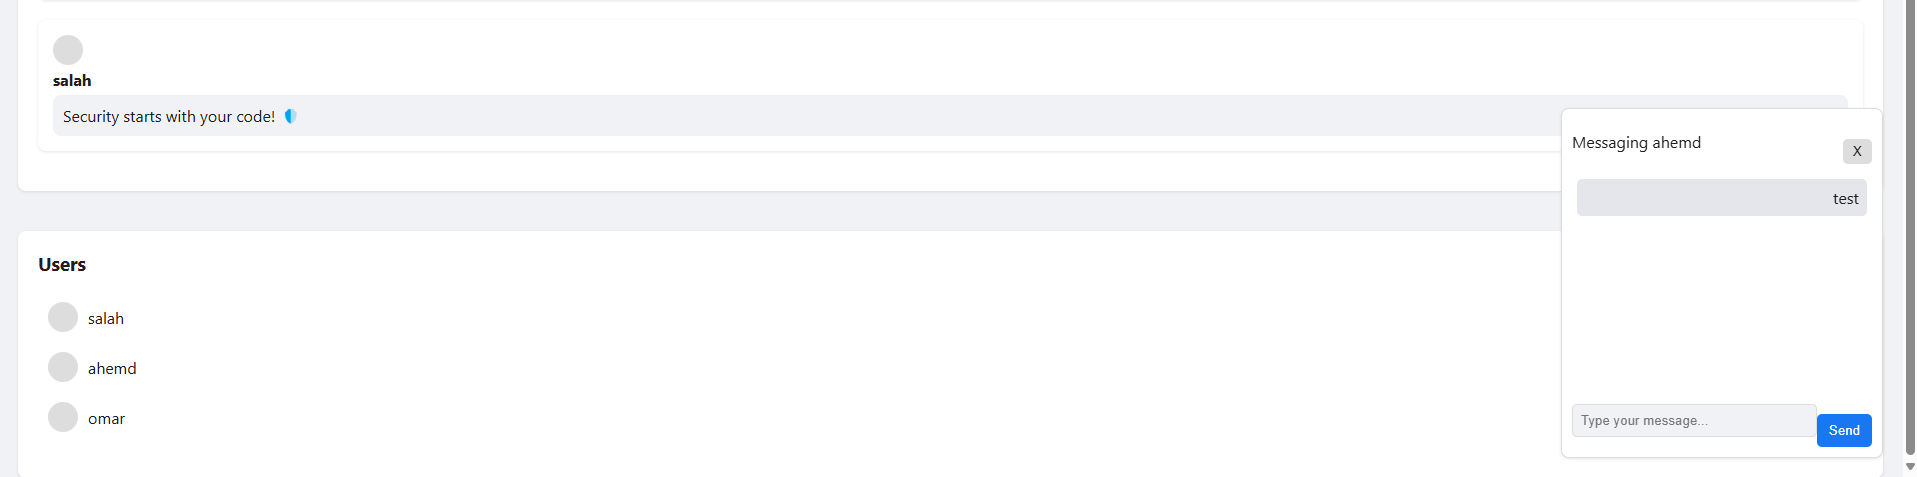 salah
Security starts with your code! 🛡️
Messaging ahemd
X
test
Users
salah
ahemd
omar
Type your message...
Send